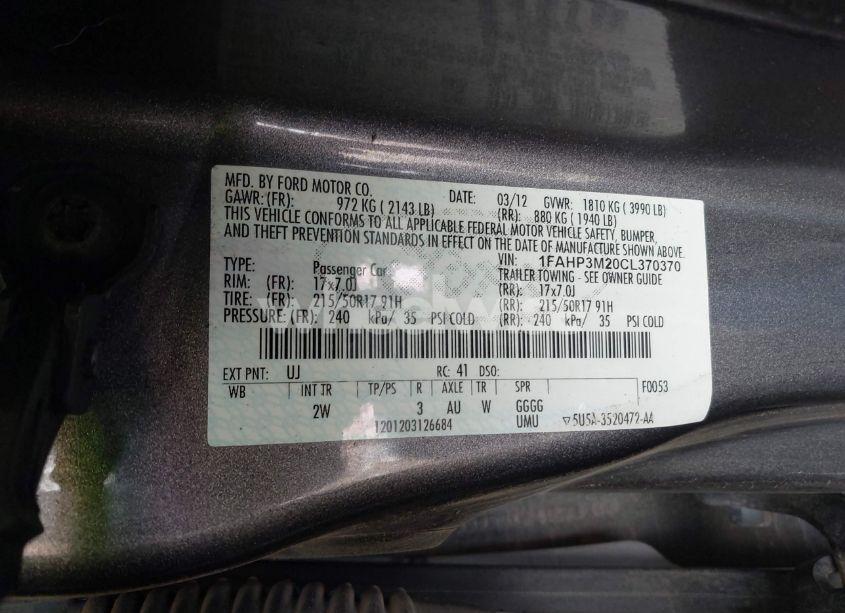 MFD. BY FORD MOTOR CO.
DATE: 03/12 GVWR: 1810 KG ( 3990 LB)
GAWR: (FR): 972 KG ( 2143 LB) (RR): 880 KG ( 1940 LB)
THIS VEHICLE CONFORMS TO ALL APPLICABLE FEDERAL MOTOR VEHICLE SAFETY, BUMPER,
AND THEFT PREVENTION STANDARDS IN EFFECT ON THE DATE OF MANUFACTURE SHOWN ABOVE.
VIN: 1FAHP3M20CL370370
TYPE: Passenger Car TRAILER TOWING - SEE OWNER GUIDE
RIM: (FR): 17x7.0J (RR): 17x7.0J
TIRE: (FR): 215/50R17 91H (RR): 215/50R17 91H
PRESSURE: (FR): 240 kPa/ 35 PSI COLD (RR): 240 kPa/ 35 PSI COLD
EXT PNT: UJ RC: 41 DSO:
WB INT TR TP/PS R AXLE TR SPR F0053
2W 3 AU W GGGG
1201203126684 UMU ▽5U5A-3520472-AA